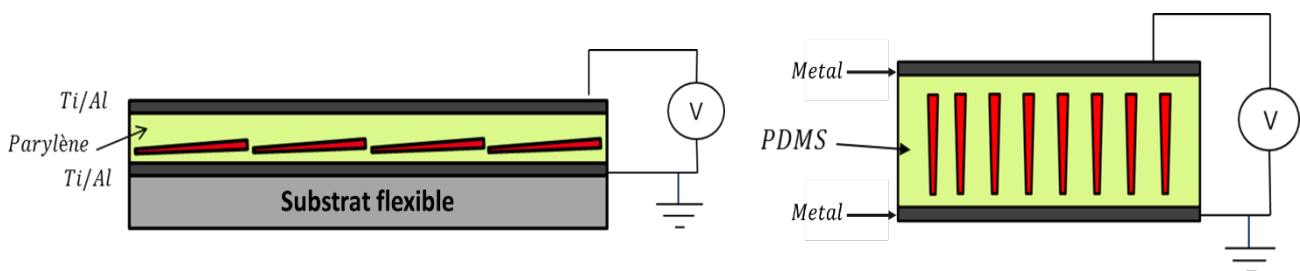 Ti/Al
Parylène
Ti/Al
Substrat flexible
V
Metal
PDMS
Metal
V